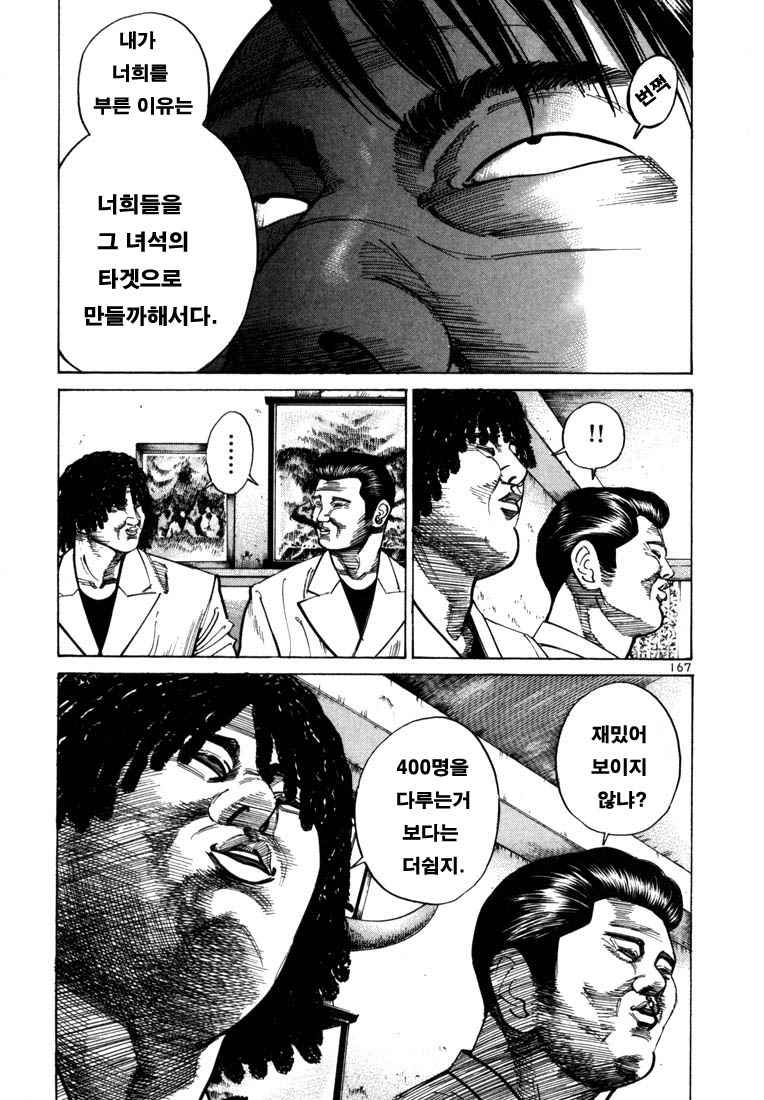 내가
너희를
부른 이유는
번쩍
너희들을
그 녀석의
타겟으로
만들까해서다.
!!
167
재밌어
보이지
않냐?
400명을
다루는거
보다는
더쉽지.